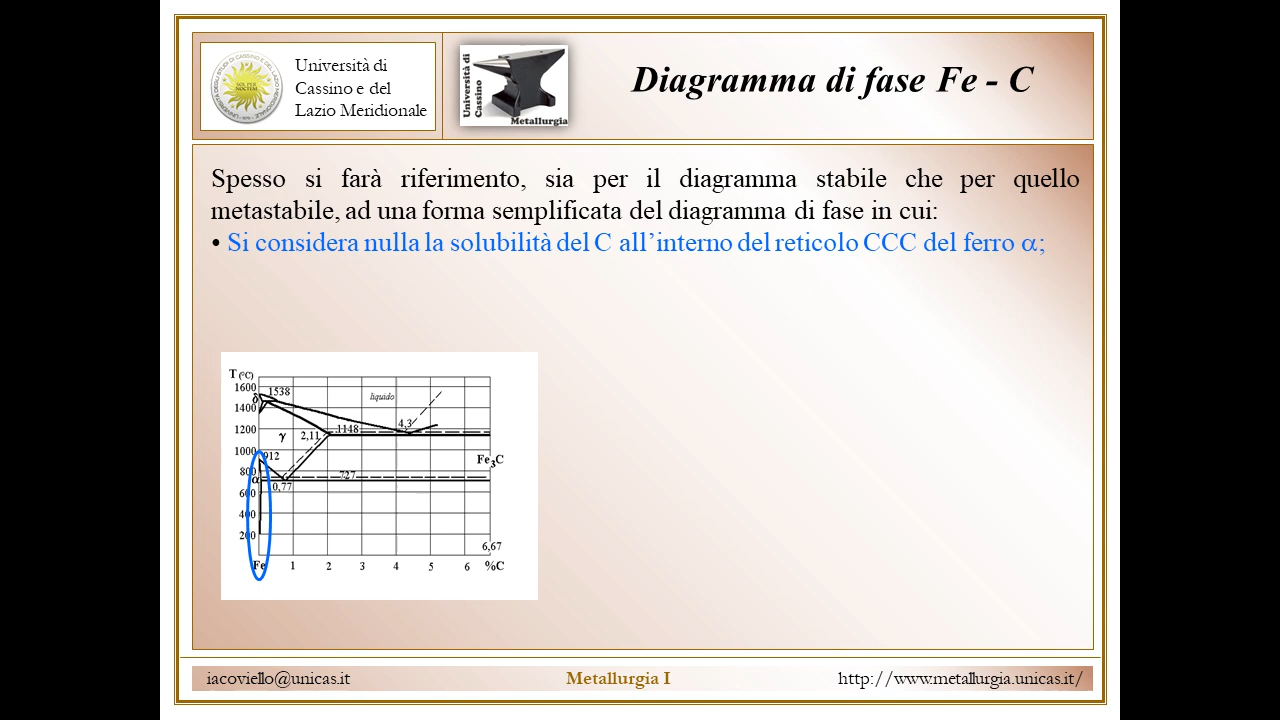 Università di
Cassino e del
Lazio Meridionale
Università di
Cassino
Metallurgia
Diagramma di fase Fe - C
Spesso si farà riferimento, sia per il diagramma stabile che per quello
metastabile, ad una forma semplificata del diagramma di fase in cui:
• Si considera nulla la solubilità del C all’interno del reticolo CCC del ferro α;
T (°C)
1600
1538
liquido
δ
1400
4,3
1200
1148
2,11
γ
1000
912
Fe3C
800
α
727
0,77
600
400
200
6,67
Fe 1 2 3 4 5 6 %C
iacoviello@unicas.it
Metallurgia I
http://www.metallurgia.unicas.it/